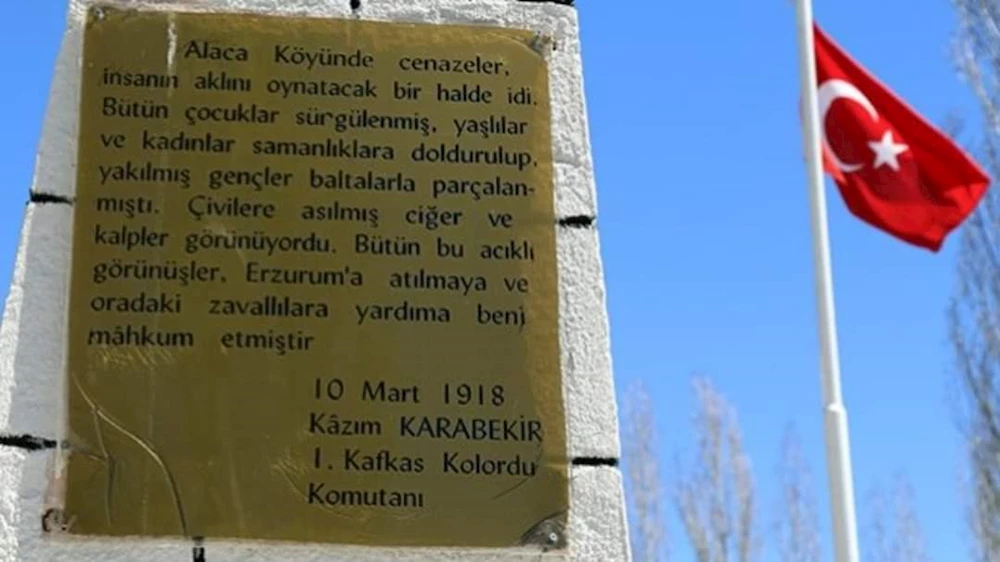 Alaca Köyünde cenazeler,
insanın aklını oynatacak bir halde idi.
Bütün çocuklar süngülenmiş, yaşlılar
ve kadınlar samanlıklara doldurulup,
yakılmış gençler baltalarla parçalan-
mıştı. Çivilere asılmış ciğer ve
kalpler görünüyordu. Bütün bu acıklı
görünüşler, Erzurum'a atılmaya ve
oradaki zavallılara yardıma beni
mâhkum etmiştir
10 Mart 1918
Kâzım KARABEKİR
1. Kafkas Kolordu
Komutanı